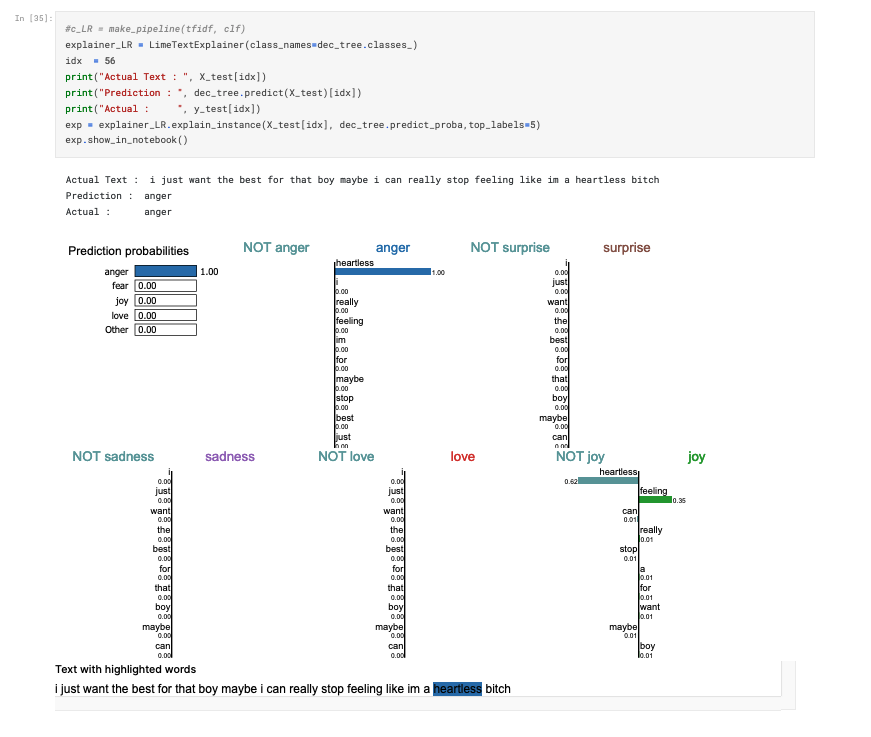 In [35]:
#c_LR = make_pipeline(tfidf, clf)
explainer_LR = LimeTextExplainer(class_names=dec_tree.classes_)
idx  = 56
print("Actual Text : ", X_test[idx])
print("Prediction : ", dec_tree.predict(X_test)[idx])
print("Actual :     ", y_test[idx])
exp = explainer_LR.explain_instance(X_test[idx], dec_tree.predict_proba,top_labels=5)
exp.show_in_notebook()
Actual Text :  i just want the best for that boy maybe i can really stop feeling like im a heartless bitch
Prediction :  anger
Actual :      anger
Prediction probabilities
anger 1.00
fear 0.00
joy 0.00
love 0.00
Other 0.00
NOT anger anger
heartless
1.00
i
0.00
really
0.00
feeling
0.00
im
0.00
for
0.00
maybe
0.00
stop
0.00
best
0.00
just
0.00
NOT surprise surprise
i
0.00
just
0.00
want
0.00
the
0.00
best
0.00
for
0.00
that
0.00
boy
0.00
maybe
0.00
can
0.00
NOT sadness sadness
i
0.00
just
0.00
want
0.00
the
0.00
best
0.00
for
0.00
that
0.00
boy
0.00
maybe
0.00
can
0.00
NOT love love
i
0.00
just
0.00
want
0.00
the
0.00
best
0.00
for
0.00
that
0.00
boy
0.00
maybe
0.00
can
0.00
NOT joy joy
heartless
0.62
feeling
0.35
can
0.01
really
0.01
stop
0.01
a
0.01
for
0.01
want
0.01
maybe
0.01
boy
0.01
Text with highlighted words
i just want the best for that boy maybe i can really stop feeling like im a heartless bitch